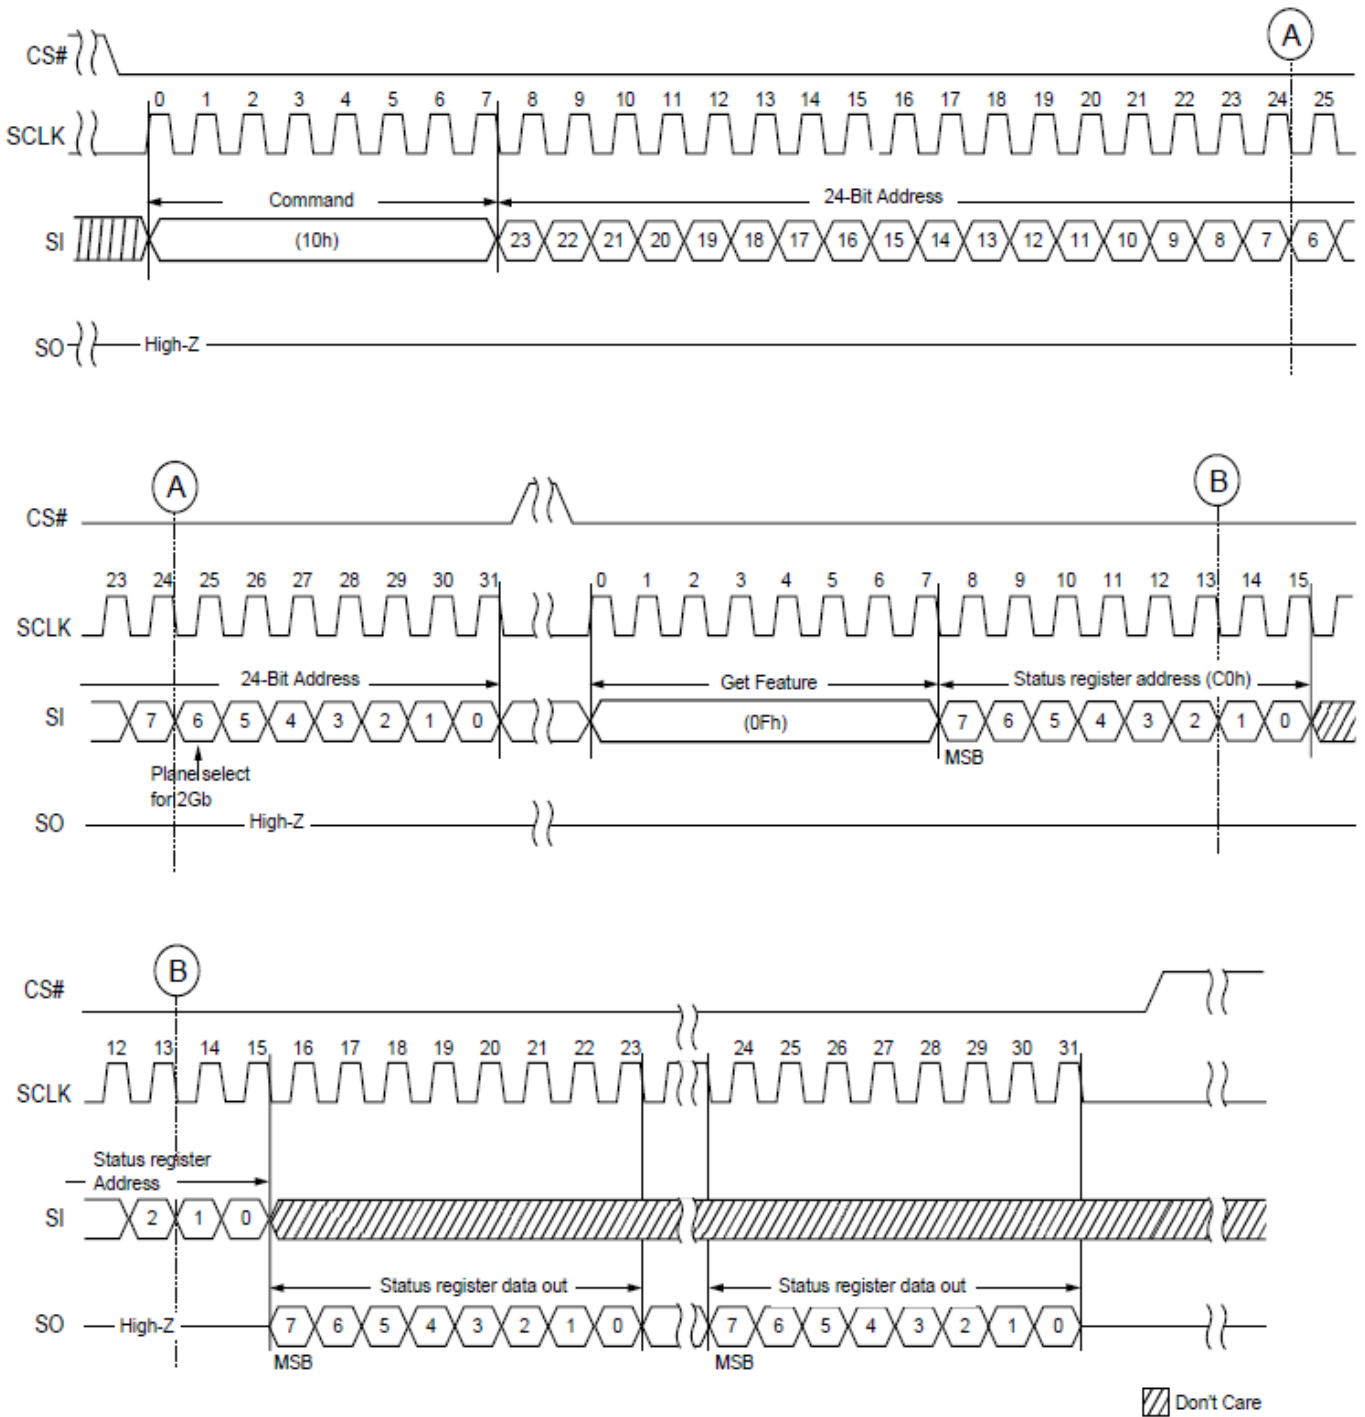 A
CS#
0 1 2 3 4 5 6 7 8 9 10 11 12 13 14 15 16 17 18 19 20 21 22 23 24 25
SCLK
Command 24-Bit Address
SI (10h) 23 22 21 20 19 18 17 16 15 14 13 12 11 10 9 8 7 6
SO High-Z
A B
CS#
23 24 25 26 27 28 29 30 31 0 1 2 3 4 5 6 7 8 9 10 11 12 13 14 15
SCLK
24-Bit Address Get Feature Status register address (C0h)
SI 7 6 5 4 3 2 1 0 (0Fh) 7 6 5 4 3 2 1 0
MSB
Plane select
for 2Gb
SO High-Z
B
CS#
12 13 14 15 16 17 18 19 20 21 22 23 24 25 26 27 28 29 30 31
SCLK
Status register
Address
SI 2 1 0
Status register data out Status register data out
SO High-Z 7 6 5 4 3 2 1 0 7 6 5 4 3 2 1 0
MSB MSB
Don't Care